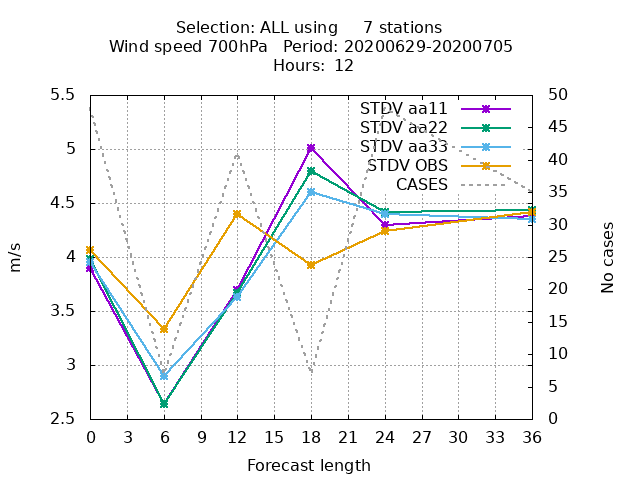 Selection: ALL using     7 stations
Wind speed 700hPa   Period: 20200629-20200705
Hours:  12
5.5
5
4.5
4
3.5
3
2.5
m/s
STDV aa11
STDV aa22
STDV aa33
STDV OBS
CASES
50
45
40
35
30
25
20
15
10
5
0
No cases
0 3 6 9 12 15 18 21 24 27 30 33 36
Forecast length